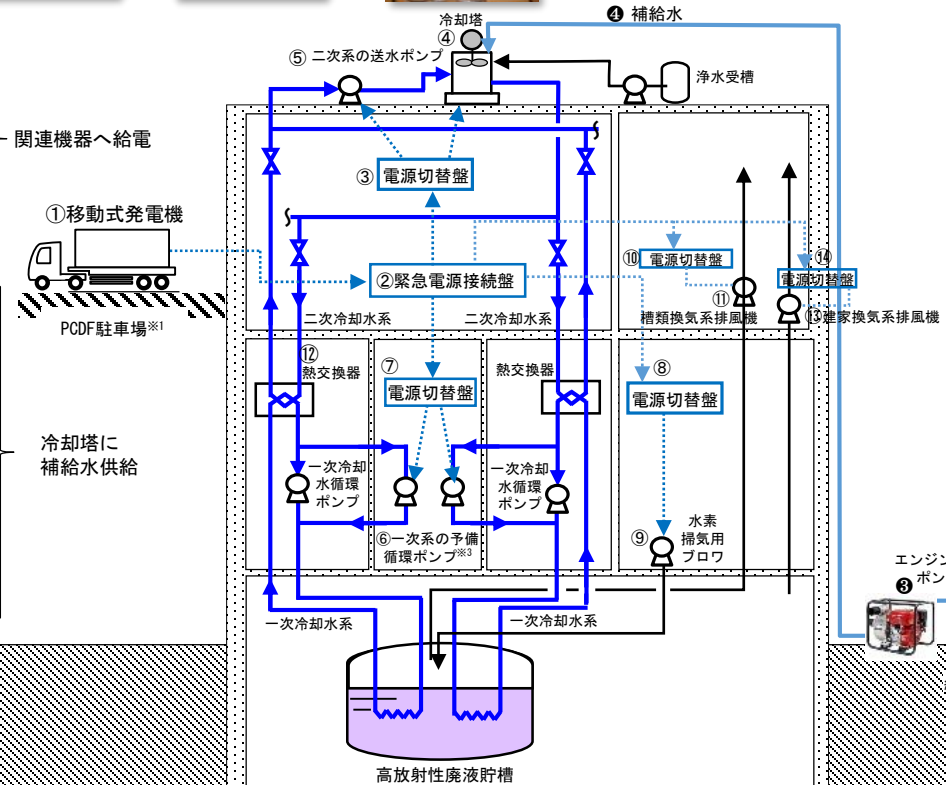 ❹ 補給水
冷却塔
④
⑤ 二次系の送水ポンプ
浄水受槽
関連機器へ給電
③ 電源切替盤
①移動式発電機
②緊急電源接続盤
⑩
電源切替盤
⑭
電源切替盤
⑪
槽類換気系排風機
⑬建家換気系排風機
PCDF駐車場※1
二次冷却水系
二次冷却水系
⑫
熱交換器
⑦
電源切替盤
熱交換器
⑧
電源切替盤
冷却塔に
補給水供給
一次冷却
水循環
ポンプ
一次冷却
水循環
ポンプ
⑥一次系の予備
循環ポンプ※3
⑨
水素
掃気用
ブロワ
エンジン
ポン
❸
一次冷却水系
一次冷却水系
高放射性廃液貯槽